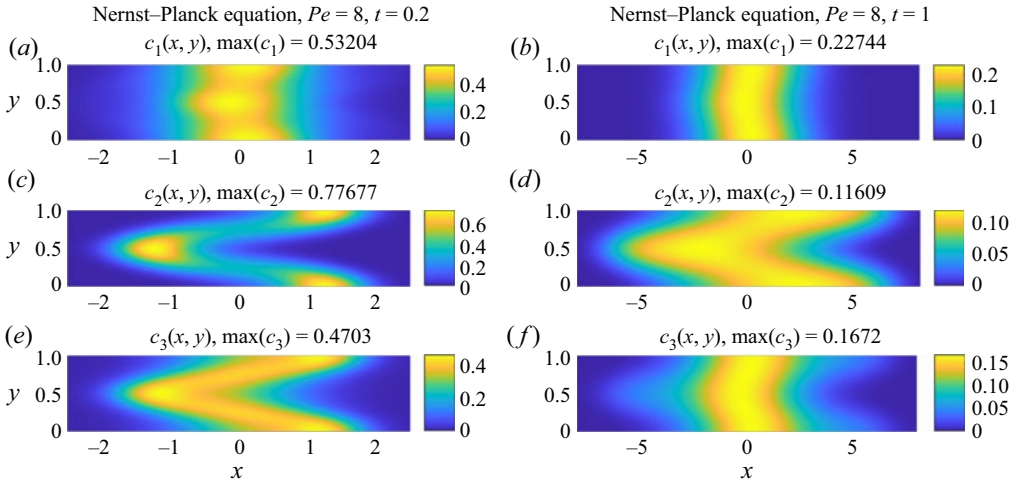 Nernst–Planck equation, Pe = 8, t = 0.2
Nernst–Planck equation, Pe = 8, t = 1
(a)
c₁(x, y), max(c₁) = 0.53204
(b)
c₁(x, y), max(c₁) = 0.22744
1.0
y 0.5
0
0.4
0.2
0
–2 –1 0 1 2
1.0
0.5
0
0.2
0.1
0
–5 0 5
(c)
c₂(x, y), max(c₂) = 0.77677
(d)
c₂(x, y), max(c₂) = 0.11609
1.0
y 0.5
0
0.6
0.4
0.2
0
–2 –1 0 1 2
1.0
0.5
0
0.10
0.05
0
–5 0 5
(e)
c₃(x, y), max(c₃) = 0.4703
(f)
c₃(x, y), max(c₃) = 0.1672
1.0
y 0.5
0
0.4
0.2
0
–2 –1 0 1 2
x
1.0
0.5
0
0.15
0.10
0.05
0
–5 0 5
x